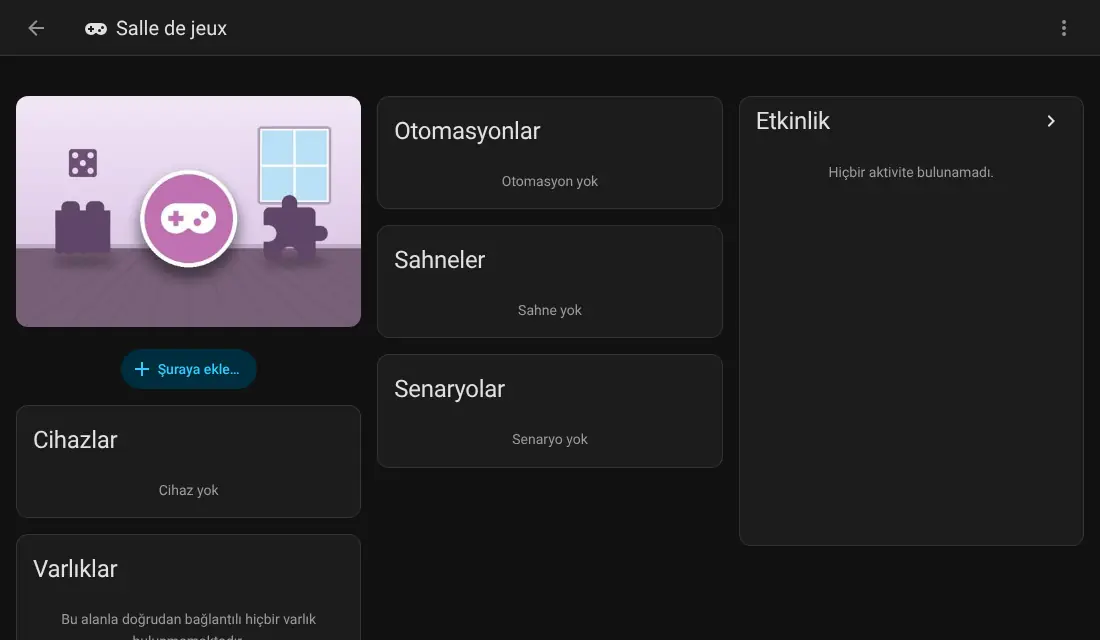 Salle de jeux
Şuraya ekle...
Cihazlar
Cihaz yok
Varlıklar
Bu alanla doğrudan bağlantılı hiçbir varlık
bulunmamaktadır.
Otomasyonlar
Otomasyon yok
Sahneler
Sahne yok
Senaryolar
Senaryo yok
Etkinlik
Hiçbir aktivite bulunamadı.